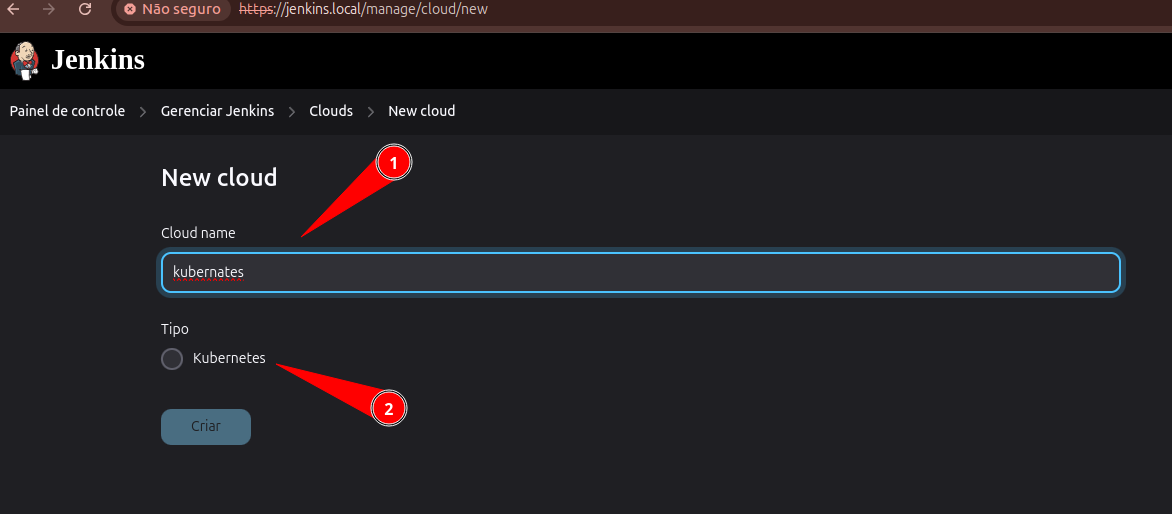 Não seguro https://jenkins.local/manage/cloud/new
Jenkins
Painel de controle > Gerenciar Jenkins > Clouds > New cloud
1
New cloud
Cloud name
kubernates
Tipo
Kubernetes
2
Criar